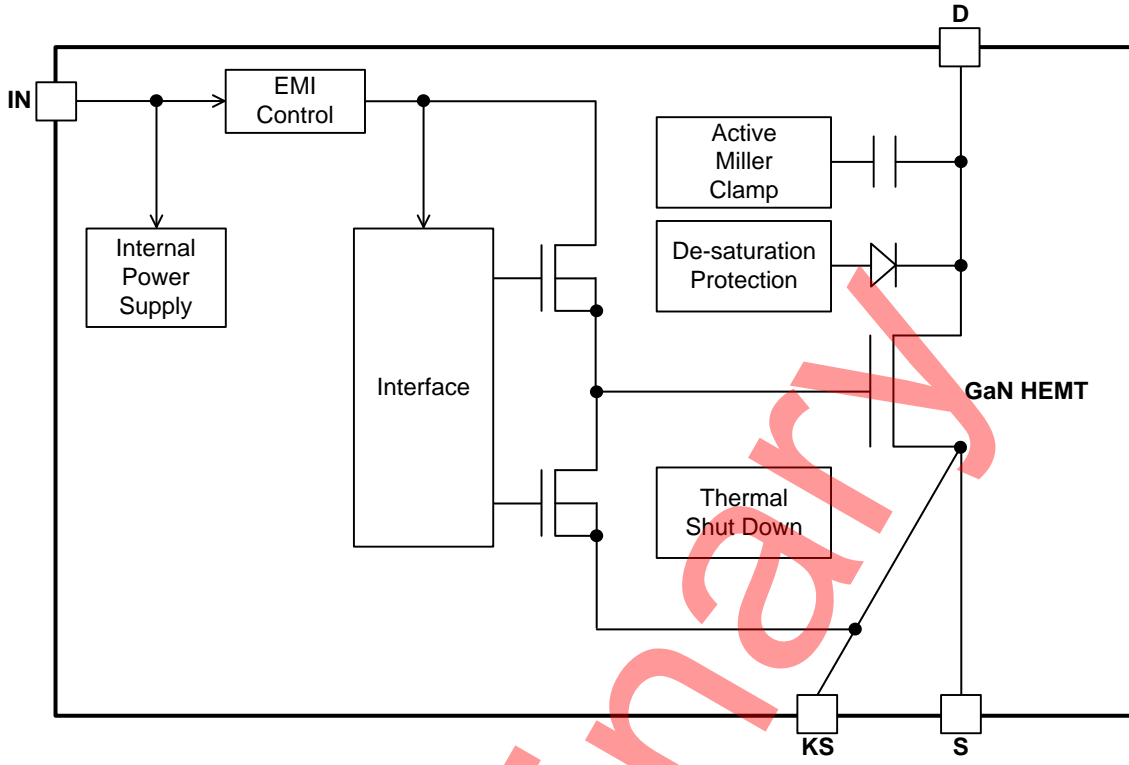 D
IN
EMI
Control
Active
Miller
Clamp
Internal
Power
Supply
De-saturation
Protection
Interface
GaN HEMT
Thermal
Shut Down
KS
S
inary